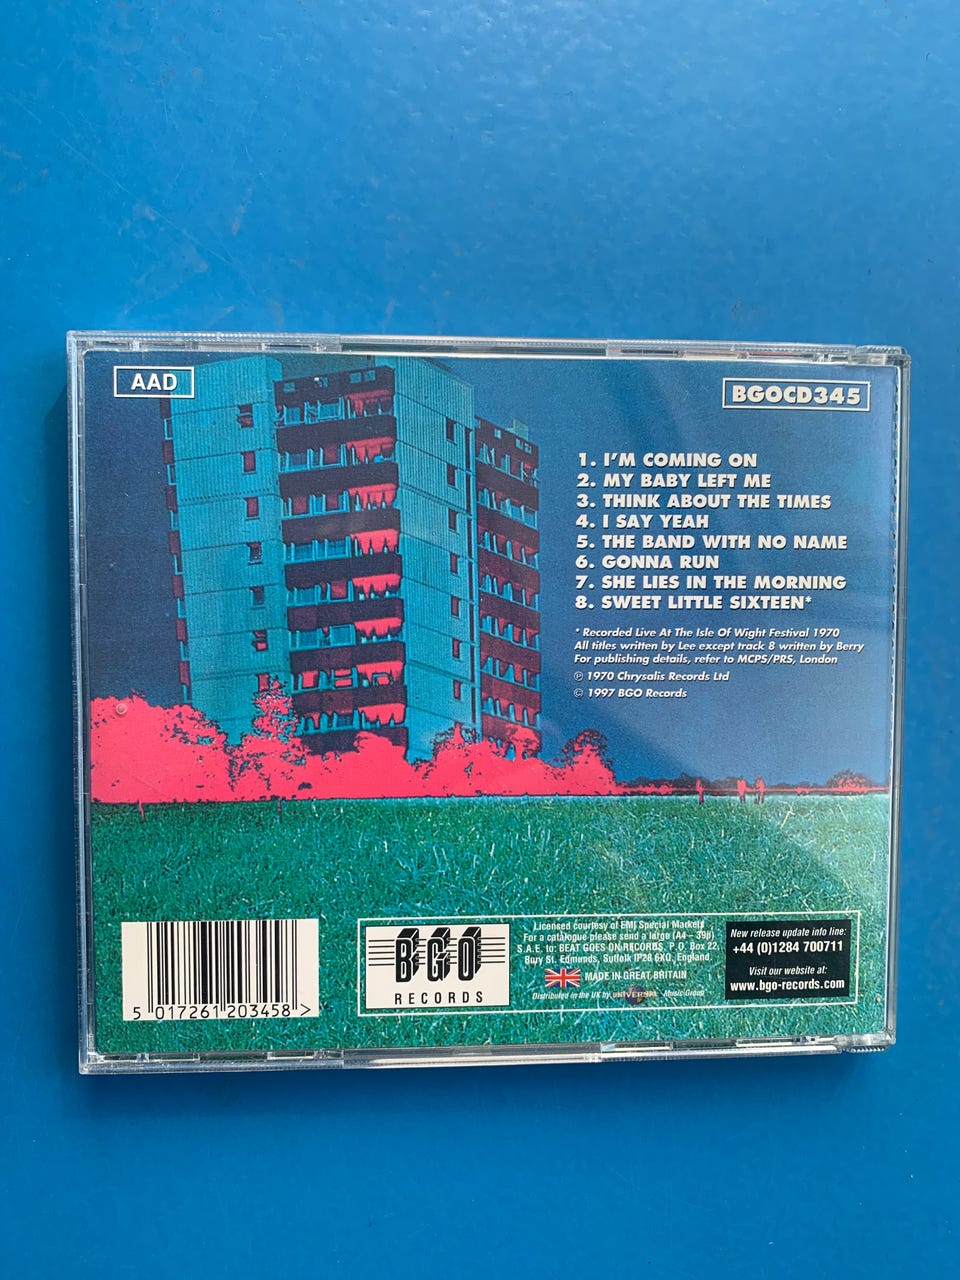 AAD
BGOCD345
1. I'M COMING ON
2. MY BABY LEFT ME
3. THINK ABOUT THE TIMES
4. I SAY YEAH
5. THE BAND WITH NO NAME
6. GONNA RUN
7. SHE LIES IN THE MORNING
8. SWEET LITTLE SIXTEEN*
* Recorded Live At The Isle Of Wight Festival 1970
All titles written by Lee except track 8 written by Berry
For publishing details, refer to MCPS/PRS, London
℗ 1970 Chrysalis Records Ltd
© 1997 BGO Records
5 017261 203458 >
BGO
RECORDS
Licensed courtesy of EMI Special Markets
For a catalogue please send a large (A4 - 39p)
S.A.E. to: BEAT GOES ON RECORDS, P.O. Box 22,
Bury St. Edmunds, Suffolk IP28 6XQ, England.
MADE IN GREAT BRITAIN
Distributed in the UK by UNIVERSAL Music Group
New release update info line:
+44 (0)1284 700711
Visit our website at:
www.bgo-records.com